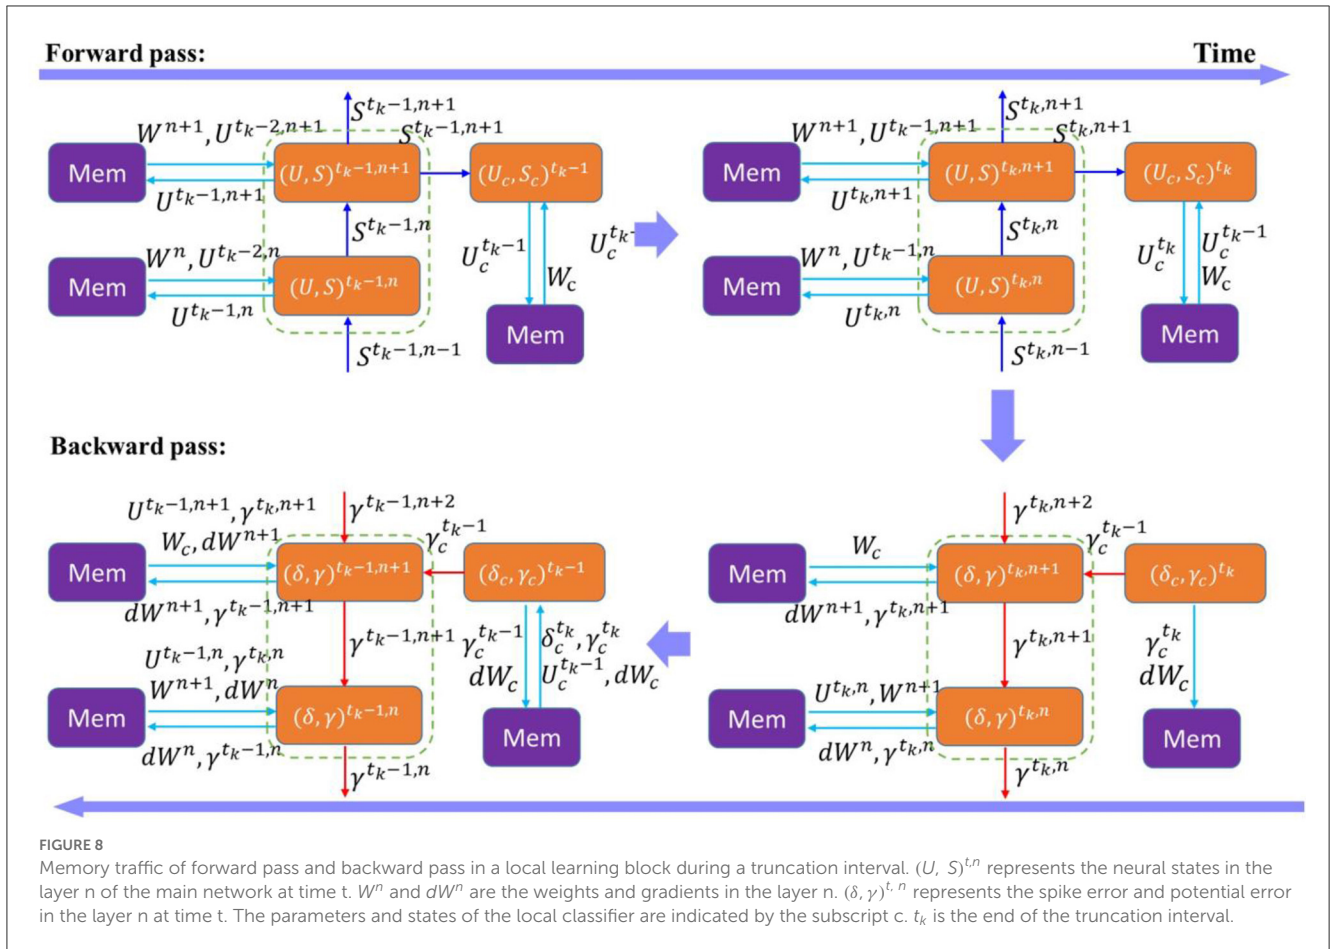 Forward pass:
Time
S^{t_k-1,n+1}
W^{n+1}, U^{t_k-2,n+1}
S^{t_k-1,n+1}
Mem
(U, S)^{t_k-1,n+1}
(U_c, S_c)^{t_k-1}
U^{t_k-1,n+1}
S^{t_k-1,n}
W^n, U^{t_k-2,n}
U_c^{t_k-1}
U_c^{t_k-
W_c
Mem
(U, S)^{t_k-1,n}
U^{t_k-1,n}
Mem
S^{t_k-1,n-1}
S^{t_k,n+1}
W^{n+1}, U^{t_k-1,n+1}
S^{t_k,n+1}
Mem
(U, S)^{t_k,n+1}
(U_c, S_c)^{t_k}
U^{t_k,n+1}
S^{t_k,n}
W^n, U^{t_k-1,n}
U_c^{t_k}
U_c^{t_k-1}
W_c
Mem
(U, S)^{t_k,n}
U^{t_k,n}
Mem
S^{t_k,n-1}
Backward pass:
U^{t_k-1,n+1}, γ^{t_k,n+1}
γ^{t_k-1,n+2}
W_c, dW^{n+1}
γ_c^{t_k-1}
Mem
(δ, γ)^{t_k-1,n+1}
(δ_c, γ_c)^{t_k-1}
dW^{n+1}, γ^{t_k-1,n+1}
γ^{t_k-1,n+1}
γ_c^{t_k-1}
dW_c
δ_c^{t_k}, γ_c^{t_k}
U_c^{t_k-1}, dW_c
U^{t_k-1,n}, γ^{t_k,n}
W^{n+1}, dW^n
Mem
(δ, γ)^{t_k-1,n}
Mem
dW^n, γ^{t_k-1,n}
γ^{t_k-1,n}
γ^{t_k,n+2}
W_c
γ_c^{t_k-1}
Mem
(δ, γ)^{t_k,n+1}
(δ_c, γ_c)^{t_k}
dW^{n+1}, γ^{t_k,n+1}
γ^{t_k,n+1}
γ_c^{t_k}
dW_c
U^{t_k,n}, W^{n+1}
Mem
(δ, γ)^{t_k,n}
Mem
dW^n, γ^{t_k,n}
γ^{t_k,n}
FIGURE 8
Memory traffic of forward pass and backward pass in a local learning block during a truncation interval. (U, S)^{t,n} represents the neural states in the
layer n of the main network at time t. W^n and dW^n are the weights and gradients in the layer n. (δ, γ)^{t, n} represents the spike error and potential error
in the layer n at time t. The parameters and states of the local classifier are indicated by the subscript c. t_k is the end of the truncation interval.